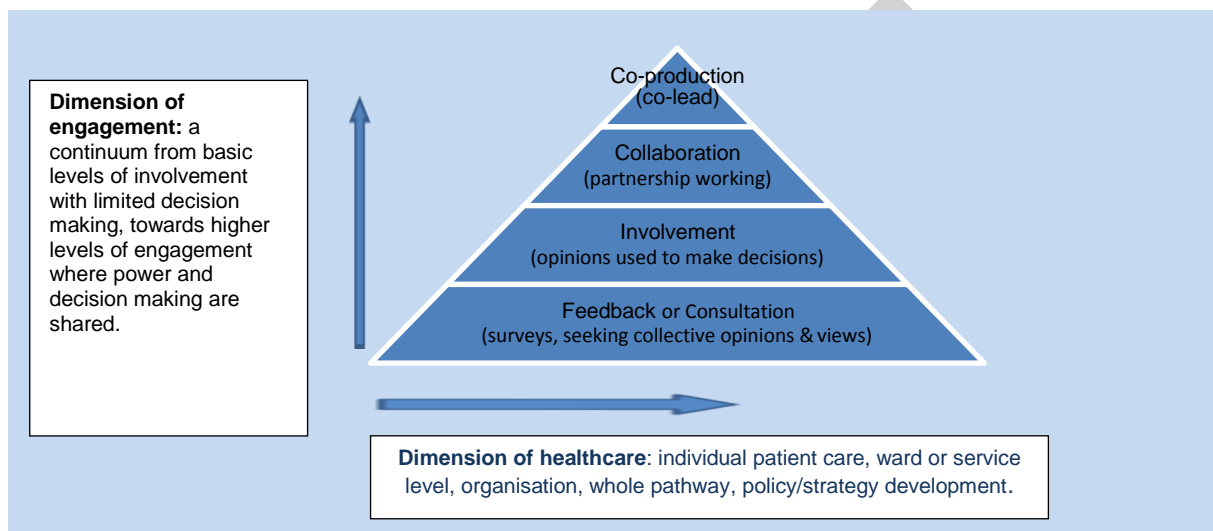 Dimension of
engagement: a
continuum from basic
levels of involvement
with limited decision
making, towards higher
levels of engagement
where power and
decision making are
shared.
Co-production
(co-lead)
Collaboration
(partnership working)
Involvement
(opinions used to make decisions)
Feedback or Consultation
(surveys, seeking collective opinions & views)
Dimension of healthcare: individual patient care, ward or service
level, organisation, whole pathway, policy/strategy development.